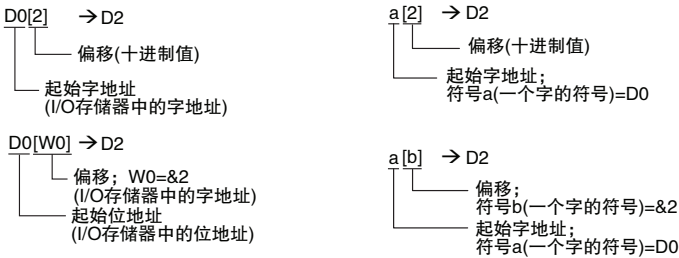 D0[2] →D2
偏移(十进制值)
起始字地址
(I/O存储器中的字地址)
a[2] →D2
偏移(十进制值)
起始字地址；
符号a(一个字的符号)=D0
D0[W0] →D2
偏移；W0=&2
(I/O存储器中的字地址)
起始位地址
(I/O存储器中的位地址)
a[b] →D2
偏移；
符号b(一个字的符号)=&2
起始字地址；
符号a(一个字的符号)=D0